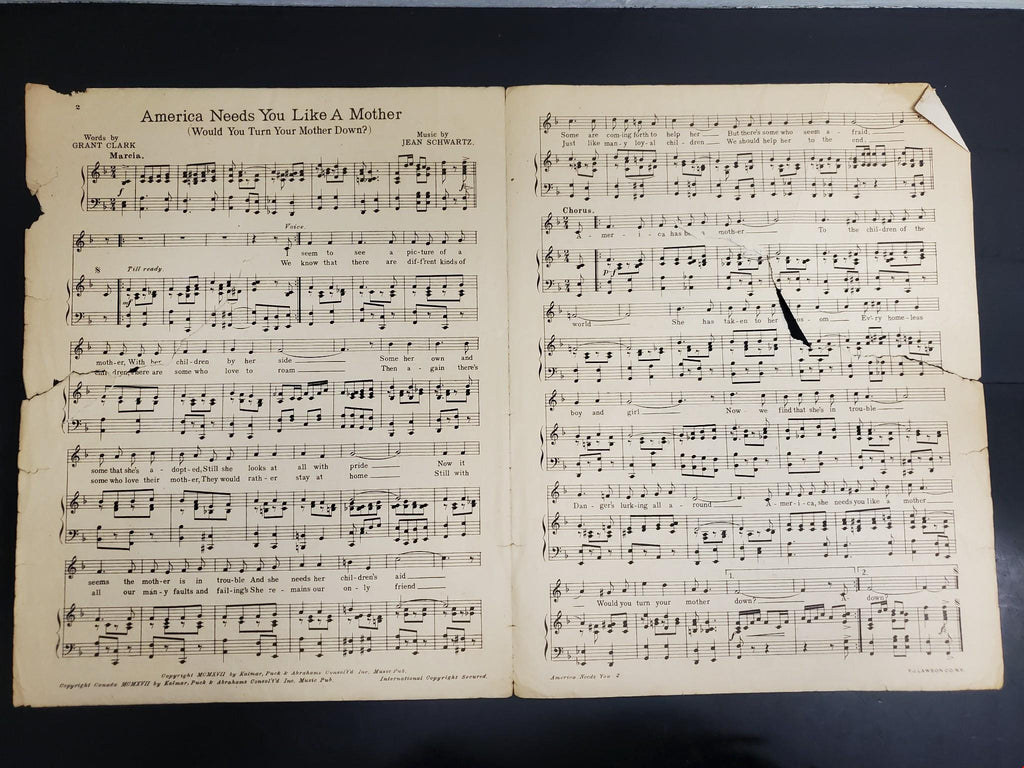 2
America Needs You Like A Mother
(Would You Turn Your Mother Down?)
Words by
GRANT CLARK
Music by
JEAN SCHWARTZ.
Marcia.
Voice.
I seem to see a pic-ture of a
We know that there are dif-f'rent kinds of
Till ready.
moth-er, With her chil-dren by her side Some her own and
chil-dren, there are some who love to roam Then a-gain there's
some that she's a-dopt-ed, Still she looks at all with pride Now it
some who love their moth-er, They would rath-er stay at home Still with
seems the moth-er is in trou-ble And she needs her chil-dren's aid
all our man-y faults and fail-ings She re-mains our on-ly friend
Copyright MCMXVII by Kalmar, Puck & Abrahams Consol'd Inc. Music Pub.
Copyright Canada MCMXVII by Kalmar, Puck & Abrahams Consol'd Inc. Music Pub. International Copyright Secured.
Some are com-ing forth to help her But there's some who seem a-fraid
Just like man-y loy-al chil-dren We should help her to the end.
Chorus.
A-mer-i-ca has a moth-er To the chil-dren of the
p-f
world She has tak-en to her os-om Ev-'ry home-less
boy and girl Now we find that she's in trou-ble
Dan-ger's lurk-ing all a-round A-mer-i-ca, she needs you like a mother
1. 2.
Would you turn your mother down? A- down?
America Needs You 2